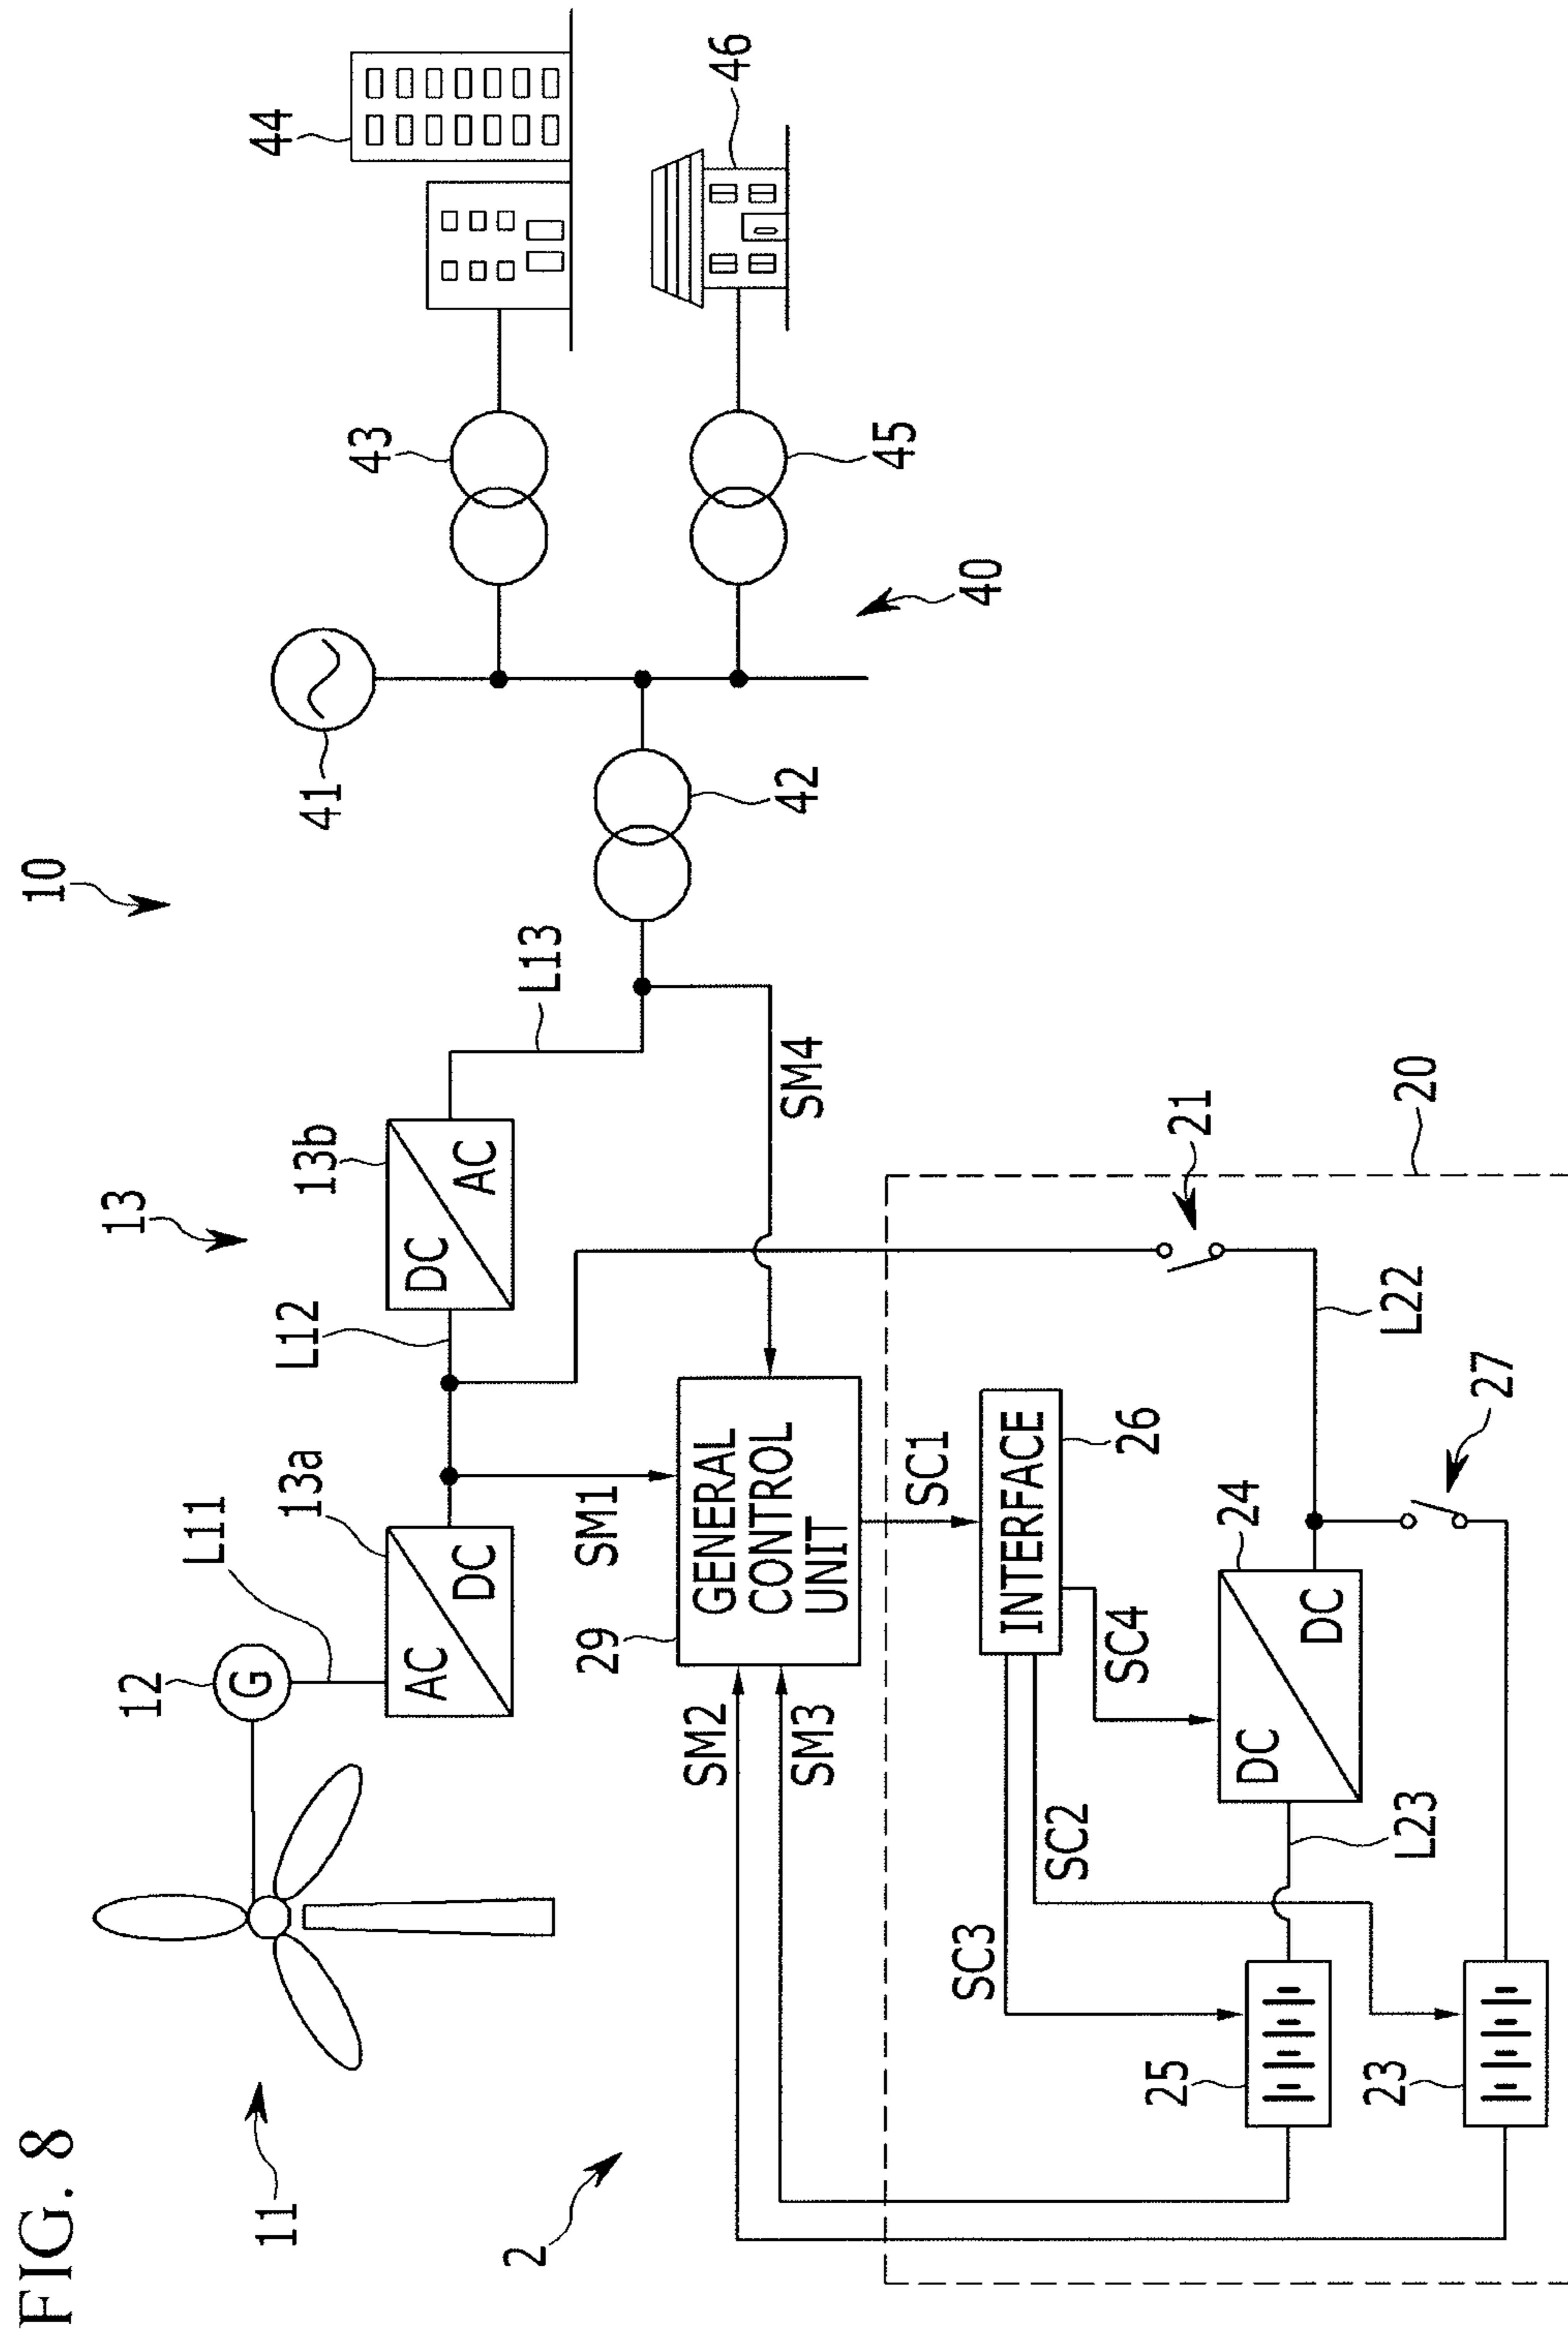 FIG. 8
10
11
12
G
L11
13
13a
AC
DC
L12
13b
DC
AC
L13
41
42
43
44
45
46
40
2
SM1
SM2
SM3
SM4
29
GENERAL
CONTROL
UNIT
SC1
20
21
INTERFACE
26
SC3
SC2
SC4
24
DC
DC
L22
L23
27
25
23